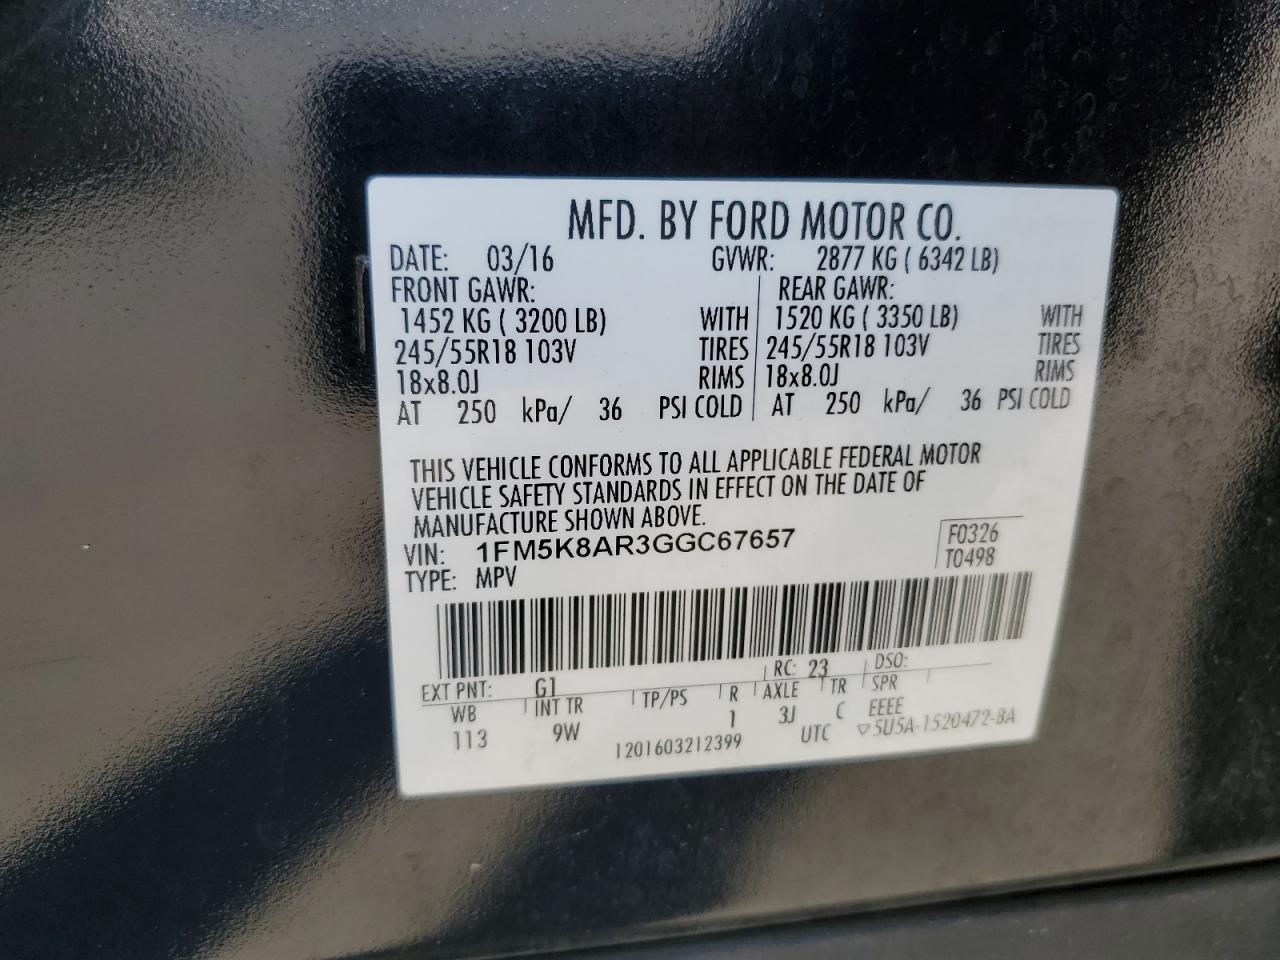 MFD. BY FORD MOTOR CO.
DATE: 03/16 GVWR: 2877 KG ( 6342 LB)
FRONT GAWR: REAR GAWR:
1452 KG ( 3200 LB) WITH 1520 KG ( 3350 LB) WITH
245/55R18 103V TIRES 245/55R18 103V TIRES
18x8.0J RIMS 18x8.0J RIMS
AT 250 kPa/ 36 PSI COLD AT 250 kPa/ 36 PSI COLD
THIS VEHICLE CONFORMS TO ALL APPLICABLE FEDERAL MOTOR
VEHICLE SAFETY STANDARDS IN EFFECT ON THE DATE OF
MANUFACTURE SHOWN ABOVE.
VIN: 1FM5K8AR3GGC67657 F0326
TYPE: MPV T0498
EXT PNT: G1 RC: 23 DSO:
WB INT TR TP/PS R AXLE TR SPR
113 9W 1 3J C EEEE
1201603212399 UTC ▽5U5A-1520472-BA